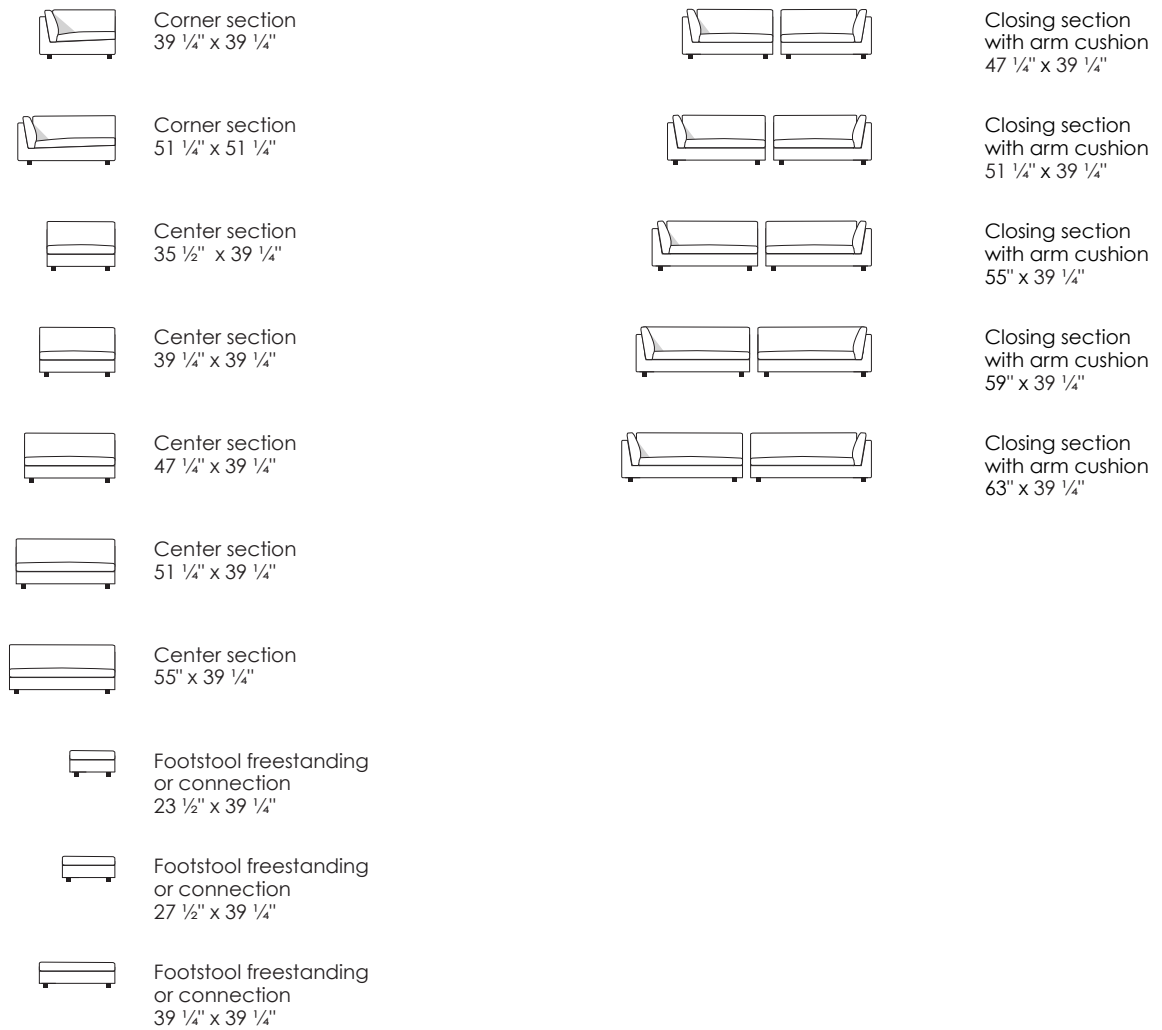 Corner section
39 ¼" x 39 ¼"
Corner section
51 ¼" x 51 ¼"
Center section
35 ½"  x 39 ¼"
Center section
39 ¼" x 39 ¼"
Center section
47 ¼" x 39 ¼"
Center section
51 ¼" x 39 ¼"
Center section
55" x 39 ¼"
Footstool freestanding
or connection
23 ½" x 39 ¼"
Footstool freestanding
or connection
27 ½" x 39 ¼"
Footstool freestanding
or connection
39 ¼" x 39 ¼"
Closing section
with arm cushion
47 ¼" x 39 ¼"
Closing section
with arm cushion
51 ¼" x 39 ¼"
Closing section
with arm cushion
55" x 39 ¼"
Closing section
with arm cushion
59" x 39 ¼"
Closing section
with arm cushion
63" x 39 ¼"